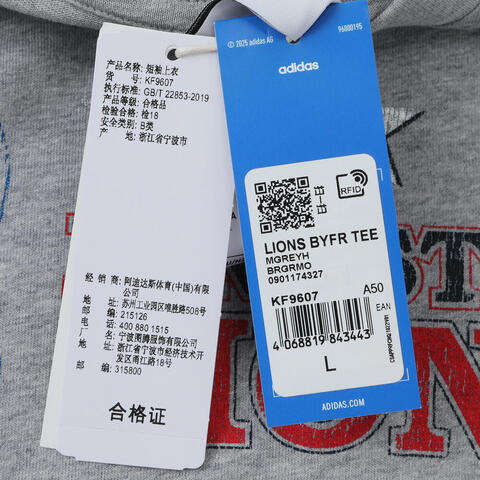 产品名称: 短袖上衣
货 号: KF9607
执行标准: GB/T 22853-2019
产品等级: 合格品
检验合格: 检18
安全类别: B类
产 地: 浙江省宁波市
经 销 商: 阿迪达斯体育(中国)有限
公司
地 址: 苏州工业园区唯胜路508号
邮 编: 215126
电 话: 400 880 1515
宁波图腾服饰有限公司
地 址: 浙江省宁波市经济技术开
发区甬江路18号
邮 编: 315800
合格证
© 2025 adidas AG
96000195
adidas
RFID
LIONS BYFR TEE
MGREYH
BRGRMO
0901174327
KF9607
A50
EAN
4 068819 843443
L
ADIDAS.COM